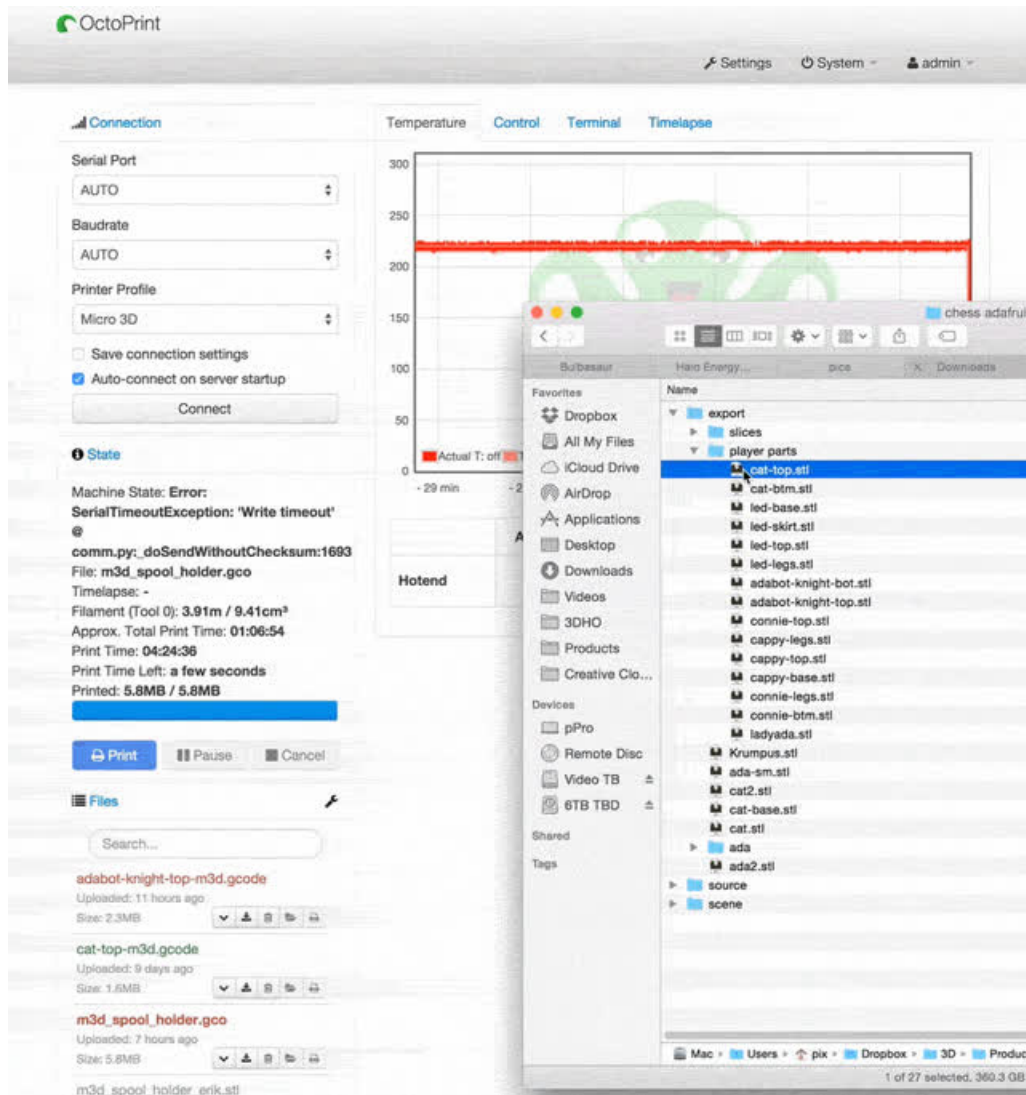 OctoPrint
Settings System admin
Connection
Serial Port
AUTO
Baudrate
AUTO
Printer Profile
Micro 3D
Save connection settings
Auto-connect on server startup
Connect
State
Machine State: Error:
SerialTimeoutException: 'Write timeout'
@
comm.py:_doSendWithoutChecksum:1693
File: m3d_spool_holder.gco
Timelapse: -
Filament (Tool 0): 3.91m / 9.41cm³
Approx. Total Print Time: 01:06:54
Print Time: 04:24:36
Print Time Left: a few seconds
Printed: 5.8MB / 5.8MB
Print Pause Cancel
Files
Search...
adabot-knight-top-m3d.gcode
Uploaded: 11 hours ago
Size: 2.3MB
cat-top-m3d.gcode
Uploaded: 9 days ago
Size: 1.6MB
m3d_spool_holder.gco
Uploaded: 7 hours ago
Size: 5.8MB
m3d_spool_holder_erik.stl
Temperature Control Terminal Timelapse
300
250
200
150
100
50
0
Actual T: off
- 29 min
Hotend
chess adafrui
Bulbasaur Halo Energy... pice Downloads
Favorites
Dropbox
All My Files
iCloud Drive
AirDrop
Applications
Desktop
Downloads
Videos
3DHO
Products
Creative Clo...
Devices
pPro
Remote Disc
Video TB
6TB TBD
Shared
Tags
Name
export
slices
player parts
cat-top.stl
cat-btm.stl
led-base.stl
led-skirt.stl
led-top.stl
led-legs.stl
adabot-knight-bot.stl
adabot-knight-top.stl
connie-top.stl
cappy-legs.stl
cappy-top.stl
cappy-base.stl
connie-legs.stl
connie-btm.stl
ladyada.stl
Krumpus.stl
ada-sm.stl
cat2.stl
cat-base.stl
cat.stl
ada
ada2.stl
source
scene
Mac Users pix Dropbox 3D Produc
1 of 27 selected, 360.3 GB